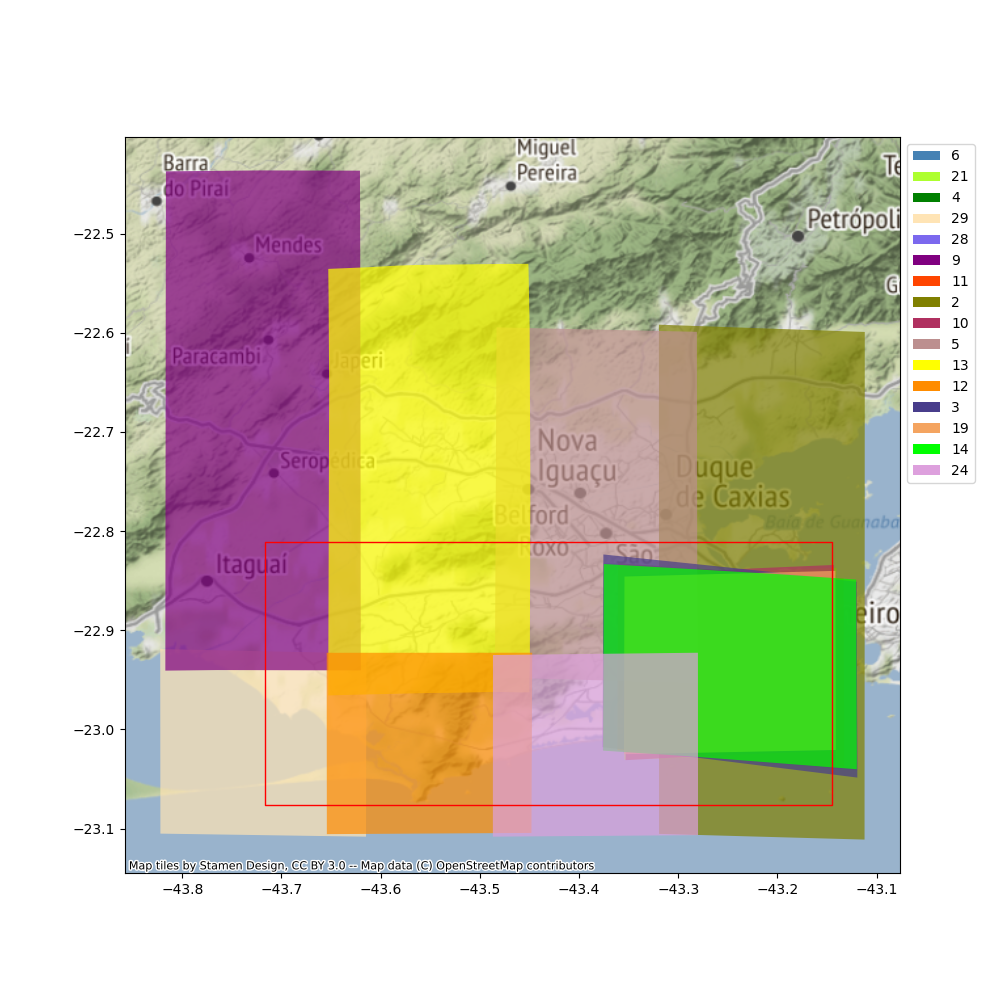 Miguel
Pereira
Barra
do Piraí
Te
Petrópoli
Mendes
G
i
Paracambi
Japeri
Nova
Iguaçu
Seropédica
Duque
de Caxias
Belford
Roxo
Baía de Guanaba
São
Itaguaí
eiro
Map tiles by Stamen Design, CC BY 3.0 -- Map data (C) OpenStreetMap contributors
−22.5
−22.6
−22.7
−22.8
−22.9
−23.0
−23.1
−43.8 −43.7 −43.6 −43.5 −43.4 −43.3 −43.2 −43.1
6
21
4
29
28
9
11
2
10
5
13
12
3
19
14
24